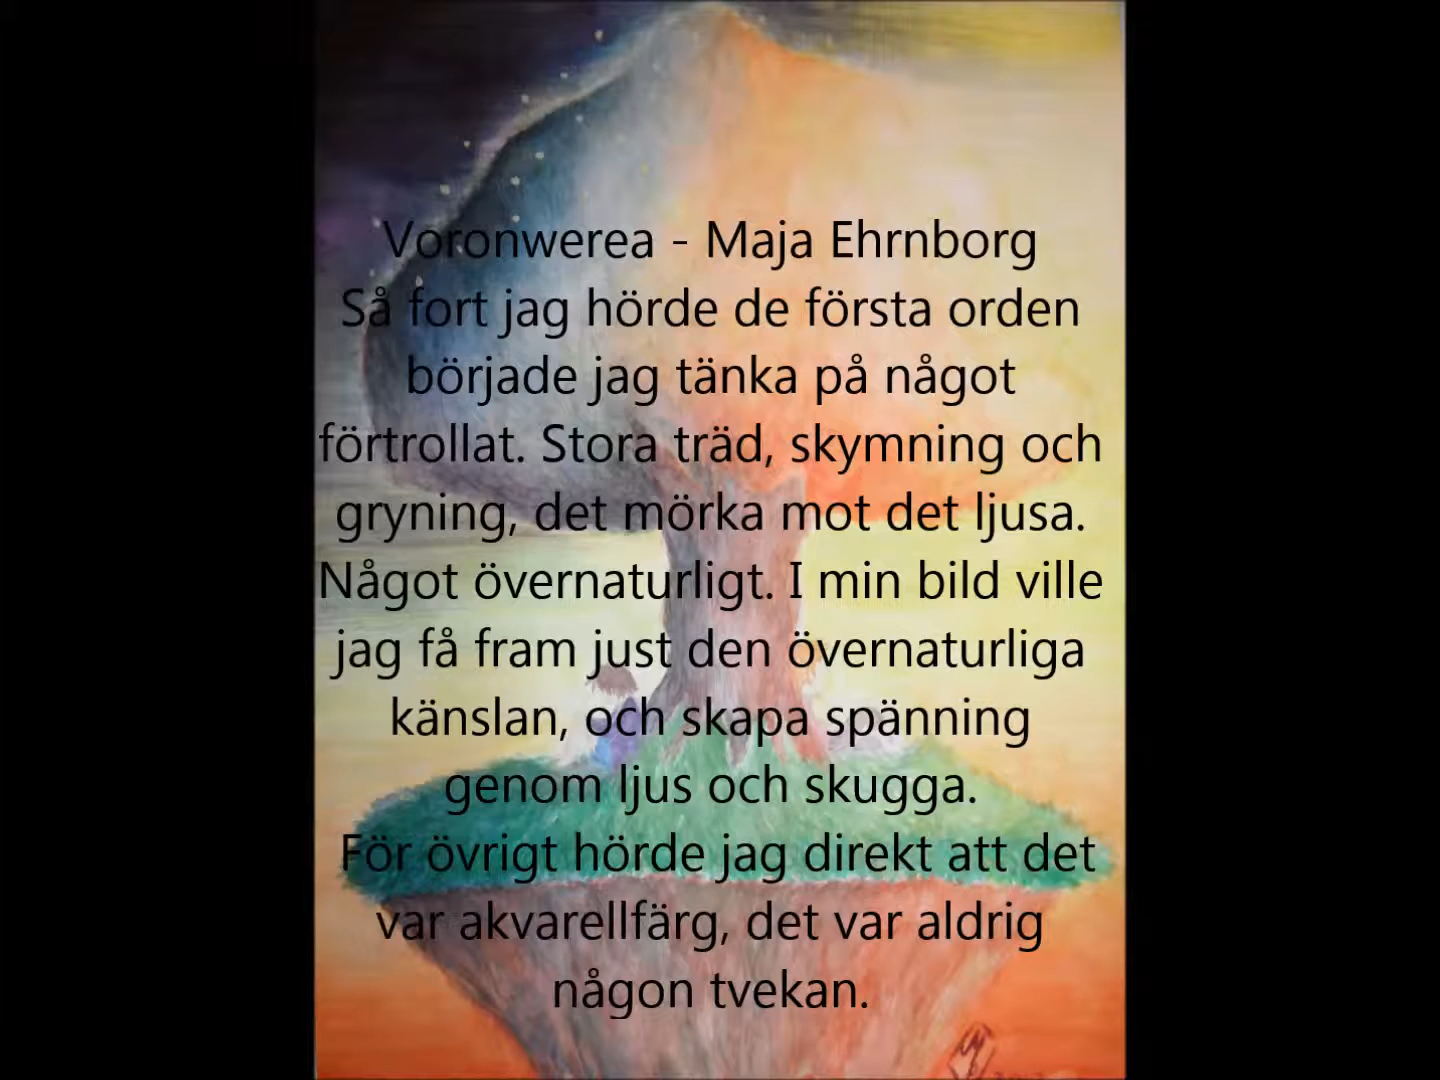 Voronwerea - Maja Ehrnborg
Så fort jag hörde de första orden
började jag tänka på något
förtrollat. Stora träd, skymning och
gryning, det mörka mot det ljusa.
Något övernaturligt. I min bild ville
jag få fram just den övernaturliga
känslan, och skapa spänning
genom ljus och skugga.
För övrigt hörde jag direkt att det
var akvarellfärg, det var aldrig
någon tvekan.